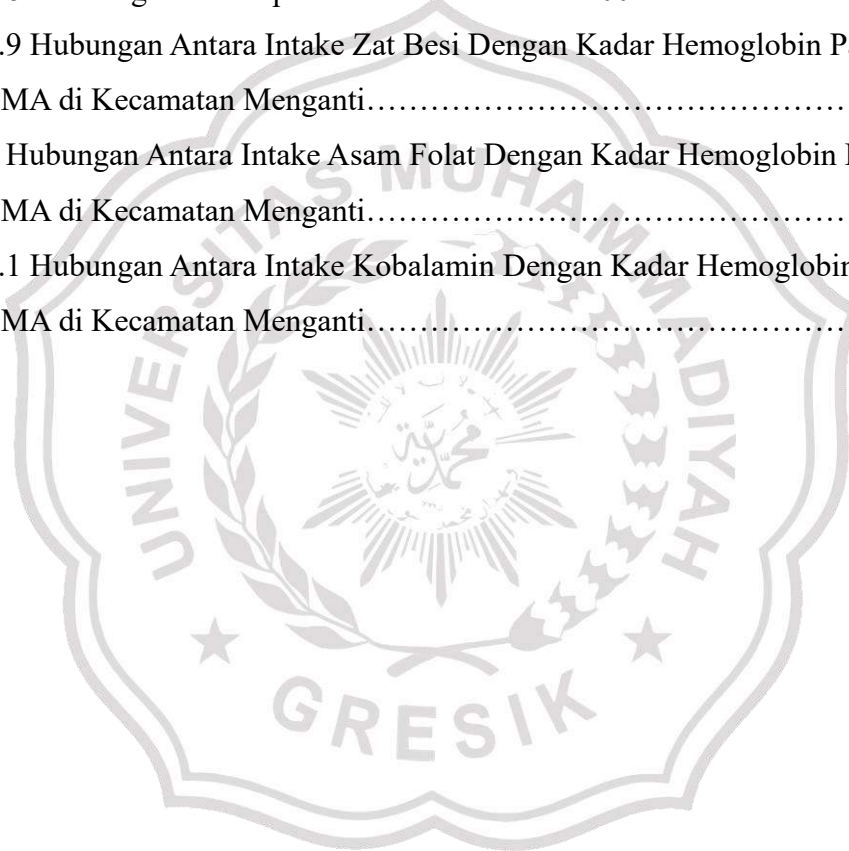 .9 Hubungan Antara Intake Zat Besi Dengan Kadar Hemoglobin P
MA di Kecamatan Menganti……………………………………
Hubungan Antara Intake Asam Folat Dengan Kadar Hemoglobin
MA di Kecamatan Menganti……………………………………
.1 Hubungan Antara Intake Kobalamin Dengan Kadar Hemoglobin
MA di Kecamatan Menganti……………………………………
UNIVERSITAS MUHAMMADIYAH
GRESIK